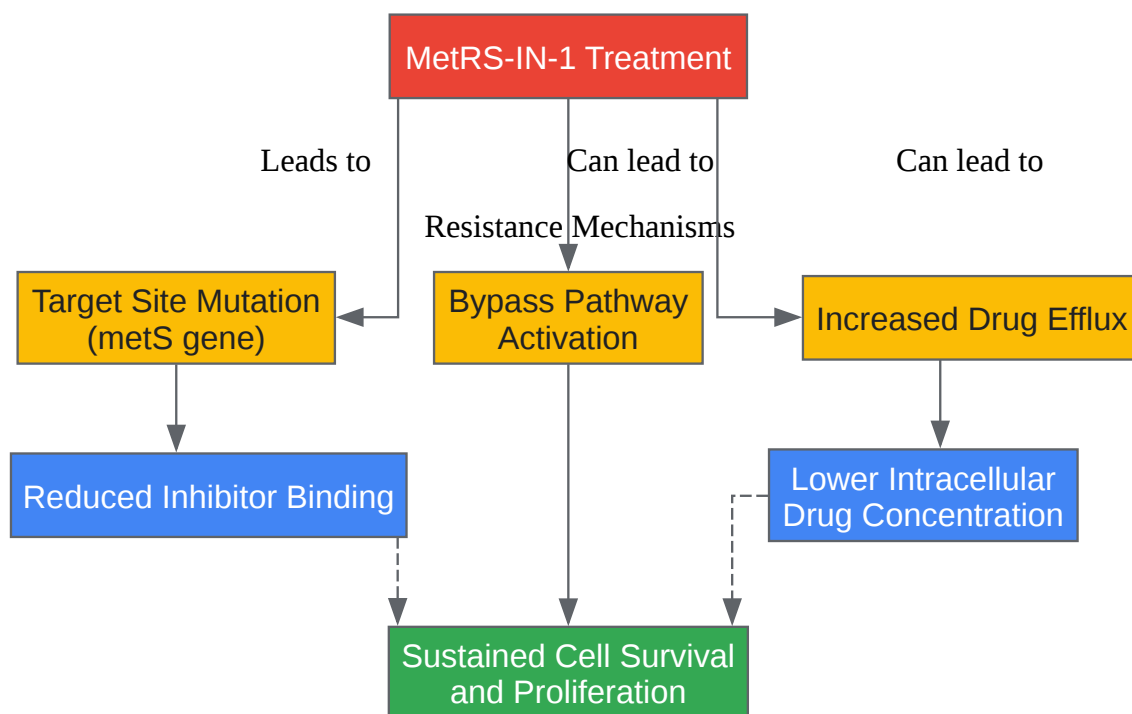 MetRS-IN-1 Treatment
Leads to
Can lead to
Can lead to
Resistance Mechanisms
Target Site Mutation
(metS gene)
Bypass Pathway
Activation
Increased Drug Efflux
Reduced Inhibitor Binding
Lower Intracellular
Drug Concentration
Sustained Cell Survival
and Proliferation